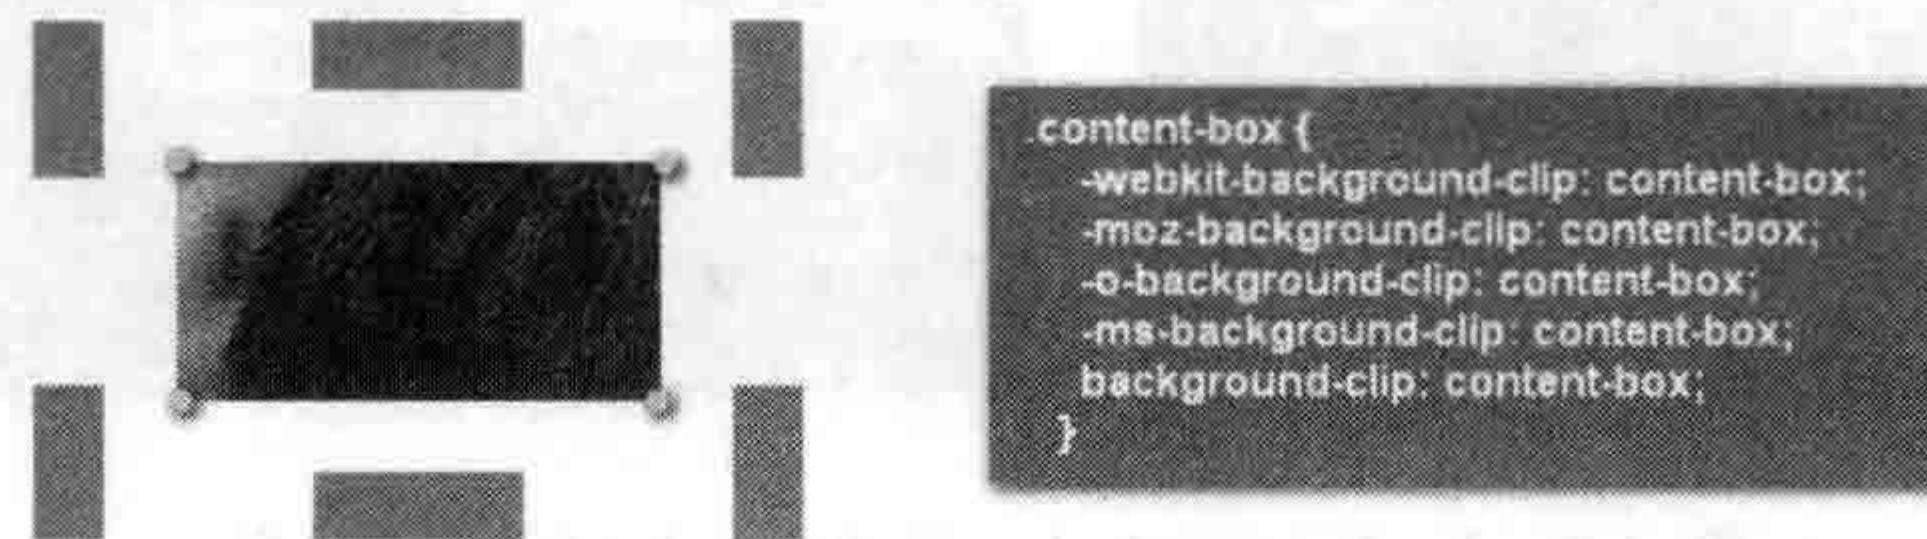 .content-box {
-webkit-background-clip: content-box;
-moz-background-clip: content-box;
-o-background-clip: content-box;
-ms-background-clip: content-box;
background-clip: content-box;
}